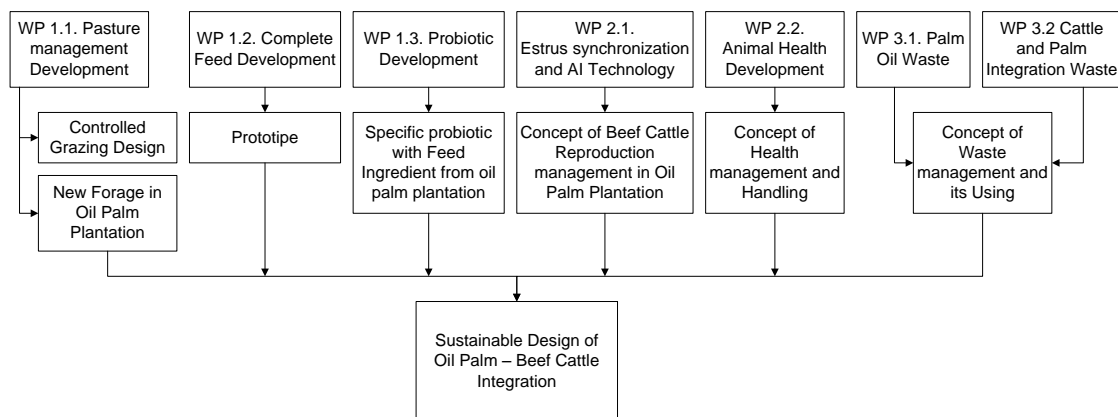 WP 1.1. Pasture
management
Development
WP 1.2. Complete
Feed Development
WP 1.3. Probiotic
Development
WP 2.1.
Estrus synchronization
and AI Technology
WP 2.2.
Animal Health
Development
WP 3.1. Palm
Oil Waste
WP 3.2 Cattle
and Palm
Integration Waste
Controlled
Grazing Design
New Forage in
Oil Palm
Plantation
Prototipe
Specific probiotic
with Feed
Ingredient from oil
palm plantation
Concept of Beef Cattle
Reproduction
management in Oil
Palm Plantation
Concept of
Health
management and
Handling
Concept of
Waste
management and
its Using
Sustainable Design of
Oil Palm – Beef Cattle
Integration